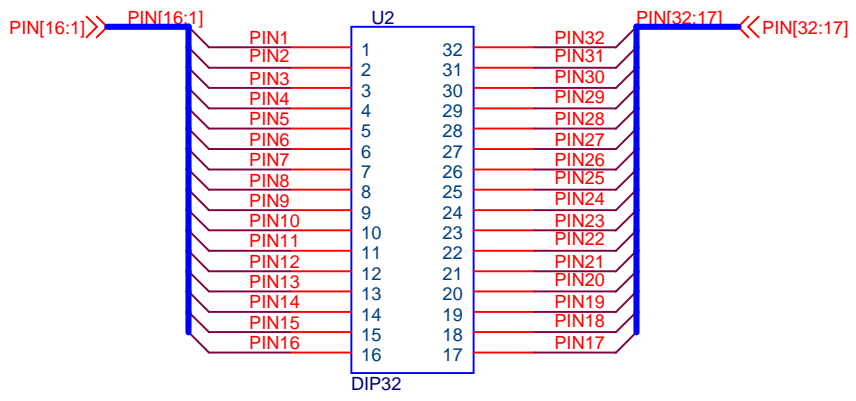 PIN[16:1] PIN[16:1] U2 PIN[32:17] PIN[32:17]
PIN1 1 32 PIN32
PIN2 2 31 PIN31
PIN3 3 30 PIN30
PIN4 4 29 PIN29
PIN5 5 28 PIN28
PIN6 6 27 PIN27
PIN7 7 26 PIN26
PIN8 8 25 PIN25
PIN9 9 24 PIN24
PIN10 10 23 PIN23
PIN11 11 22 PIN22
PIN12 12 21 PIN21
PIN13 13 20 PIN20
PIN14 14 19 PIN19
PIN15 15 18 PIN18
PIN16 16 17 PIN17
DIP32